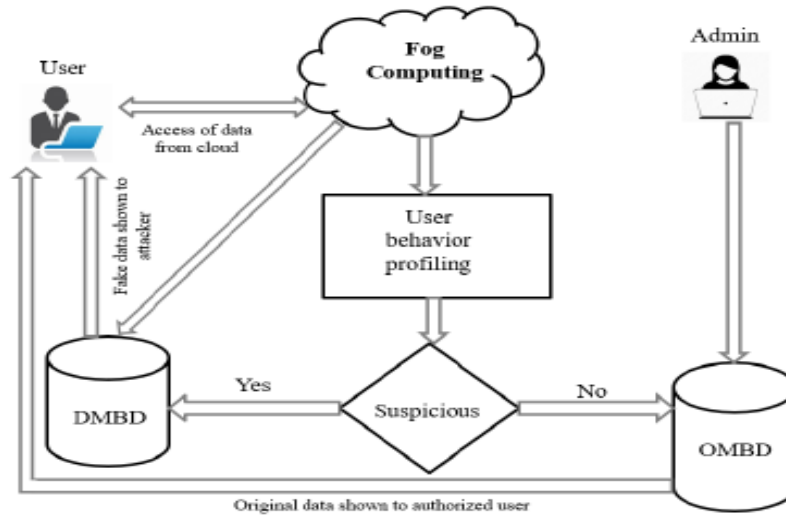 Fog
Computing
Admin
User
Access of data
from cloud
Fake data shown to
attacker
User
behavior
profiling
Yes
Suspicious
No
DMBD
OMBD
Original data shown to authorized user